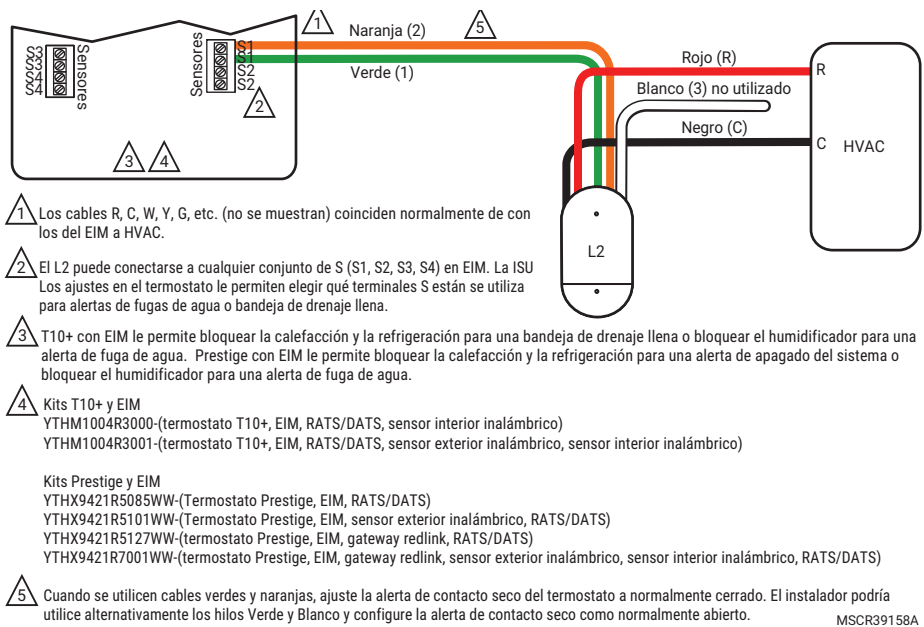 1
Naranja (2)
5
Rojo (R)
S3
S3
S4
S4
Sensores
Sensores
S1
S1
S2
S2
Verde (1)
R
Blanco (3) no utilizado
2
Negro (C)
C
HVAC
3
4
L2
1 Los cables R, C, W, Y, G, etc. (no se muestran) coinciden normalmente de con
los del EIM a HVAC.
2 El L2 puede conectarse a cualquier conjunto de S (S1, S2, S3, S4) en EIM. La ISU
Los ajustes en el termostato le permiten elegir qué terminales S están se utiliza
para alertas de fugas de agua o bandeja de drenaje llena.
3 T10+ con EIM le permite bloquear la calefacción y la refrigeración para una bandeja de drenaje llena o bloquear el humidificador para una
alerta de fuga de agua. Prestige con EIM le permite bloquear la calefacción y la refrigeración para una alerta de apagado del sistema o
bloquear el humidificador para una alerta de fuga de agua.
4 Kits T10+ y EIM
YTHM1004R3000-(termostato T10+, EIM, RATS/DATS, sensor interior inalámbrico)
YTHM1004R3001-(termostato T10+, EIM, RATS/DATS, sensor exterior inalámbrico, sensor interior inalámbrico)
Kits Prestige y EIM
YTHX9421R5085WW-(Termostato Prestige, EIM, RATS/DATS)
YTHX9421R5101WW-(Termostato Prestige, EIM, sensor exterior inalámbrico, RATS/DATS)
YTHX9421R5127WW-(termostato Prestige, EIM, gateway redlink, RATS/DATS)
YTHX9421R7001WW-(termostato Prestige, EIM, gateway redlink, sensor exterior inalámbrico, sensor interior inalámbrico, RATS/DATS)
5 Cuando se utilicen cables verdes y naranjas, ajuste la alerta de contacto seco del termostato a normalmente cerrado. El instalador podría
utilice alternativamente los hilos Verde y Blanco y configure la alerta de contacto seco como normalmente abierto.
MSCR39158A